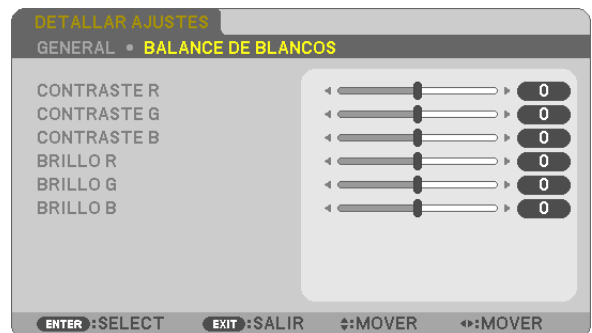 DETALLAR AJUSTES
GENERAL • BALANCE DE BLANCOS
CONTRASTE R 0
CONTRASTE G 0
CONTRASTE B 0
BRILLO R 0
BRILLO G 0
BRILLO B 0
ENTER :SELECT EXIT :SALIR :MOVER :MOVER